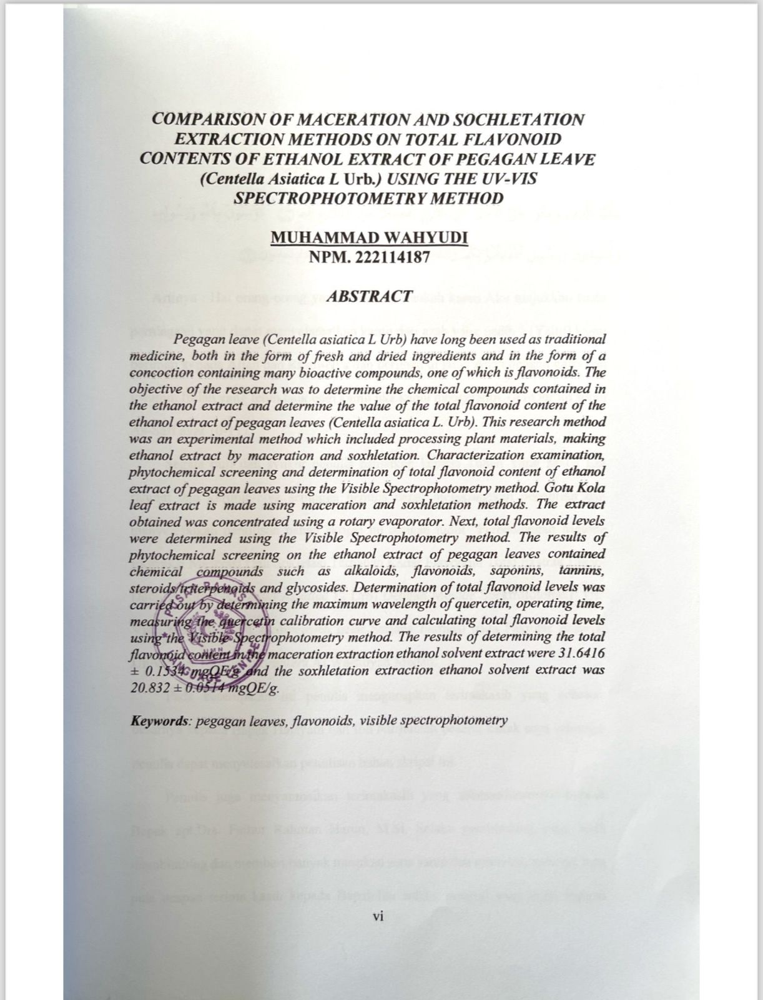 COMPARISON OF MACERATION AND SOCHLETATION
EXTRACTION METHODS ON TOTAL FLAVONOID
CONTENTS OF ETHANOL EXTRACT OF PEGAGAN LEAVE
(Centella Asiatica L Urb.) USING THE UV-VIS
SPECTROPHOTOMETRY METHOD
MUHAMMAD WAHYUDI
NPM. 222114187
ABSTRACT
Pegagan leave (Centella asiatica L Urb) have long been used as traditional
medicine, both in the form of fresh and dried ingredients and in the form of a
concoction containing many bioactive compounds, one of which is flavonoids. The
objective of the research was to determine the chemical compounds contained in
the ethanol extract and determine the value of the total flavonoid content of the
ethanol extract of pegagan leaves (Centella asiatica L. Urb). This research method
was an experimental method which included processing plant materials, making
ethanol extract by maceration and soxhletation. Characterization examination,
phytochemical screening and determination of total flavonoid content of ethanol
extract of pegagan leaves using the Visible Spectrophotometry method. Gotu Kola
leaf extract is made using maceration and soxhletation methods. The extract
obtained was concentrated using a rotary evaporator. Next, total flavonoid levels
were determined using the Visible Spectrophotometry method. The results of
phytochemical screening on the ethanol extract of pegagan leaves contained
chemical compounds such as alkaloids, flavonoids, saponins, tannins,
steroids/triterpenoids and glycosides. Determination of total flavonoid levels was
carried out by determining the maximum wavelength of quercetin, operating time,
measuring the quercetin calibration curve and calculating total flavonoid levels
using the Visible Spectrophotometry method. The results of determining the total
flavonoid content in the maceration extraction ethanol solvent extract were 31.6416
± 0.1534 mgQE/g and the soxhletation extraction ethanol solvent extract was
20.832 ± 0.0514 mgQE/g.
PUSAT BAHASA
UMN
LANGUAGE CENTRE
Keywords: pegagan leaves, flavonoids, visible spectrophotometry
vi